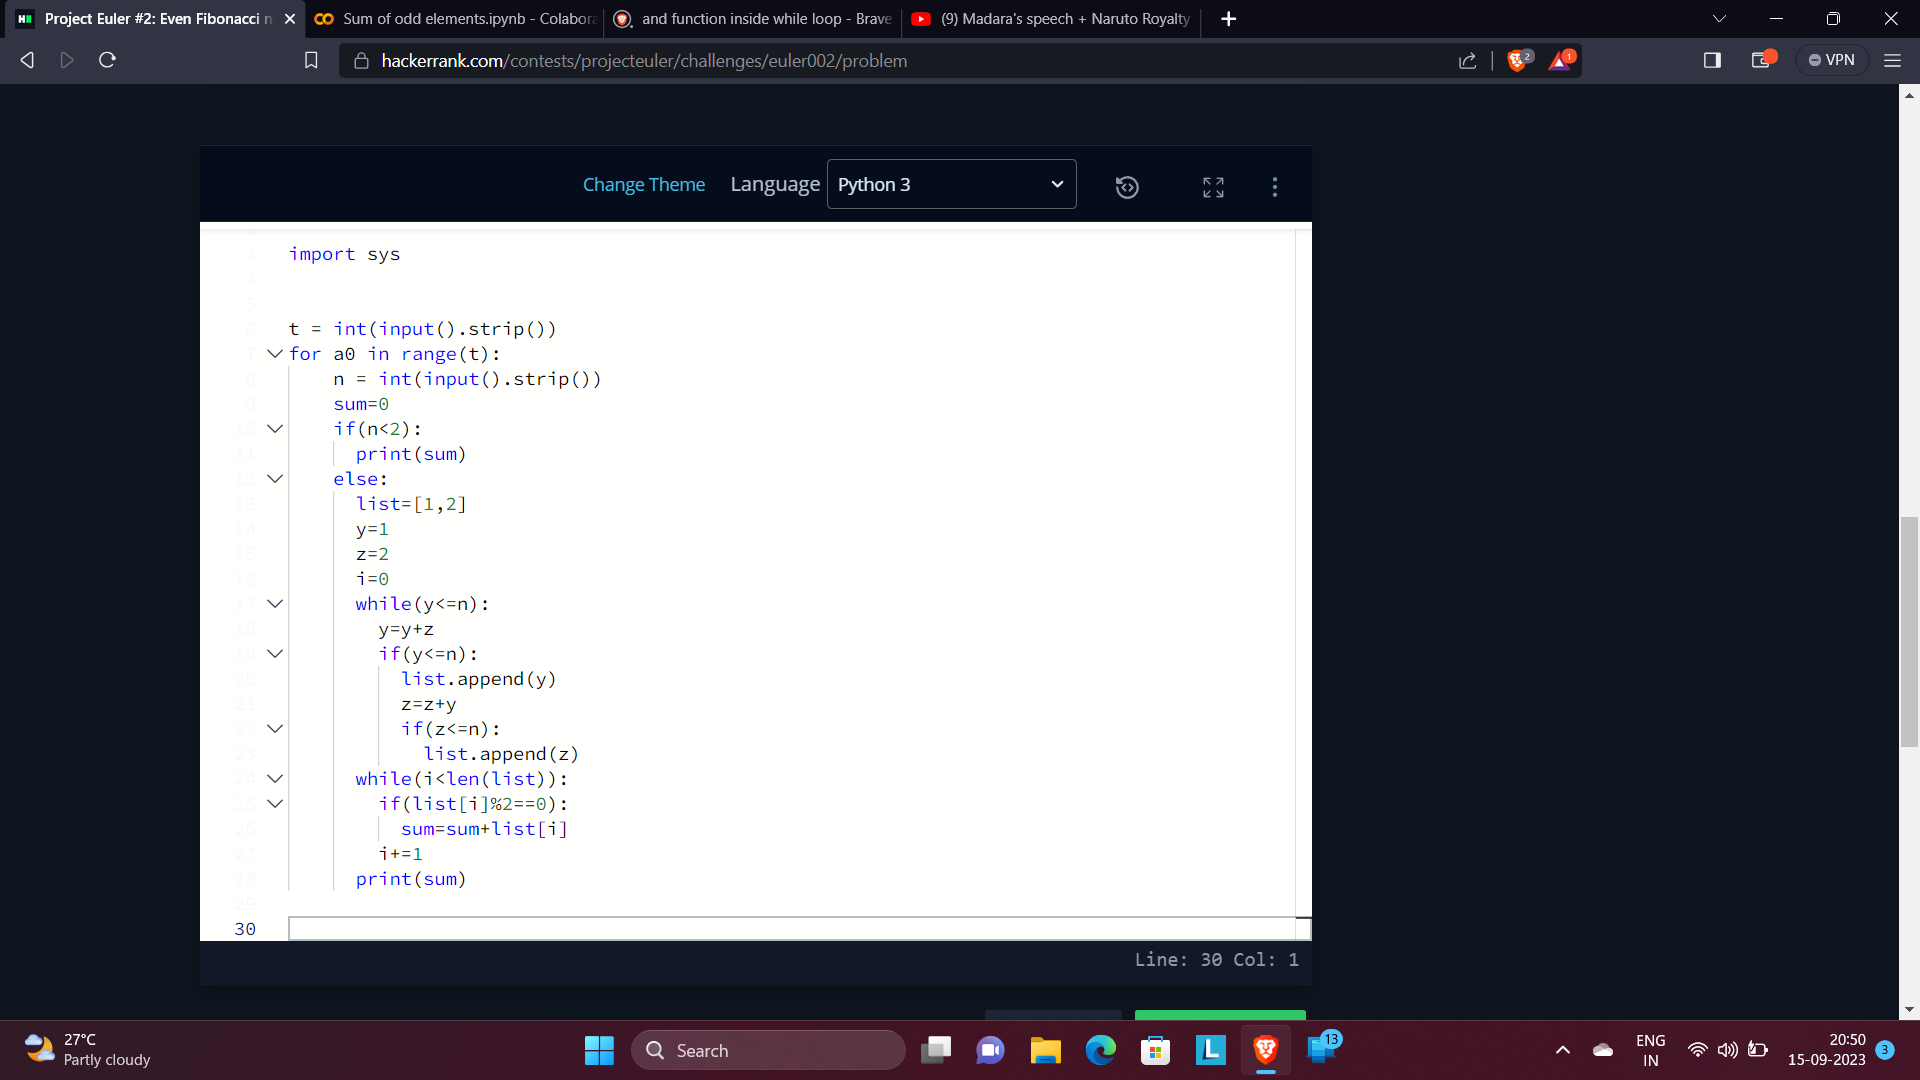 Project Euler #2: Even Fibonacci n
Sum of odd elements.ipynb - Colabora
and function inside while loop - Brave
(9) Madara's speech + Naruto Royalty
hackerrank.com/contests/projecteuler/challenges/euler002/problem
2
1
VPN
Change Theme
Language
Python 3
2
3 import sys
4
5
6 t = int(input().strip())
7 for a0 in range(t):
8 n = int(input().strip())
9 sum=0
10 if(n<2):
11 print(sum)
12 else:
13 list=[1,2]
14 y=1
15 z=2
16 i=0
17 while(y<=n):
18 y=y+z
19 if(y<=n):
20 list.append(y)
21 z=z+y
22 if(z<=n):
23 list.append(z)
24 while(i<len(list)):
25 if(list[i]%2==0):
26 sum=sum+list[i]
27 i+=1
28 print(sum)
29
30
Line: 30 Col: 1
27°C
Partly cloudy
Search
L
13
ENG
IN
20:50
15-09-2023
3